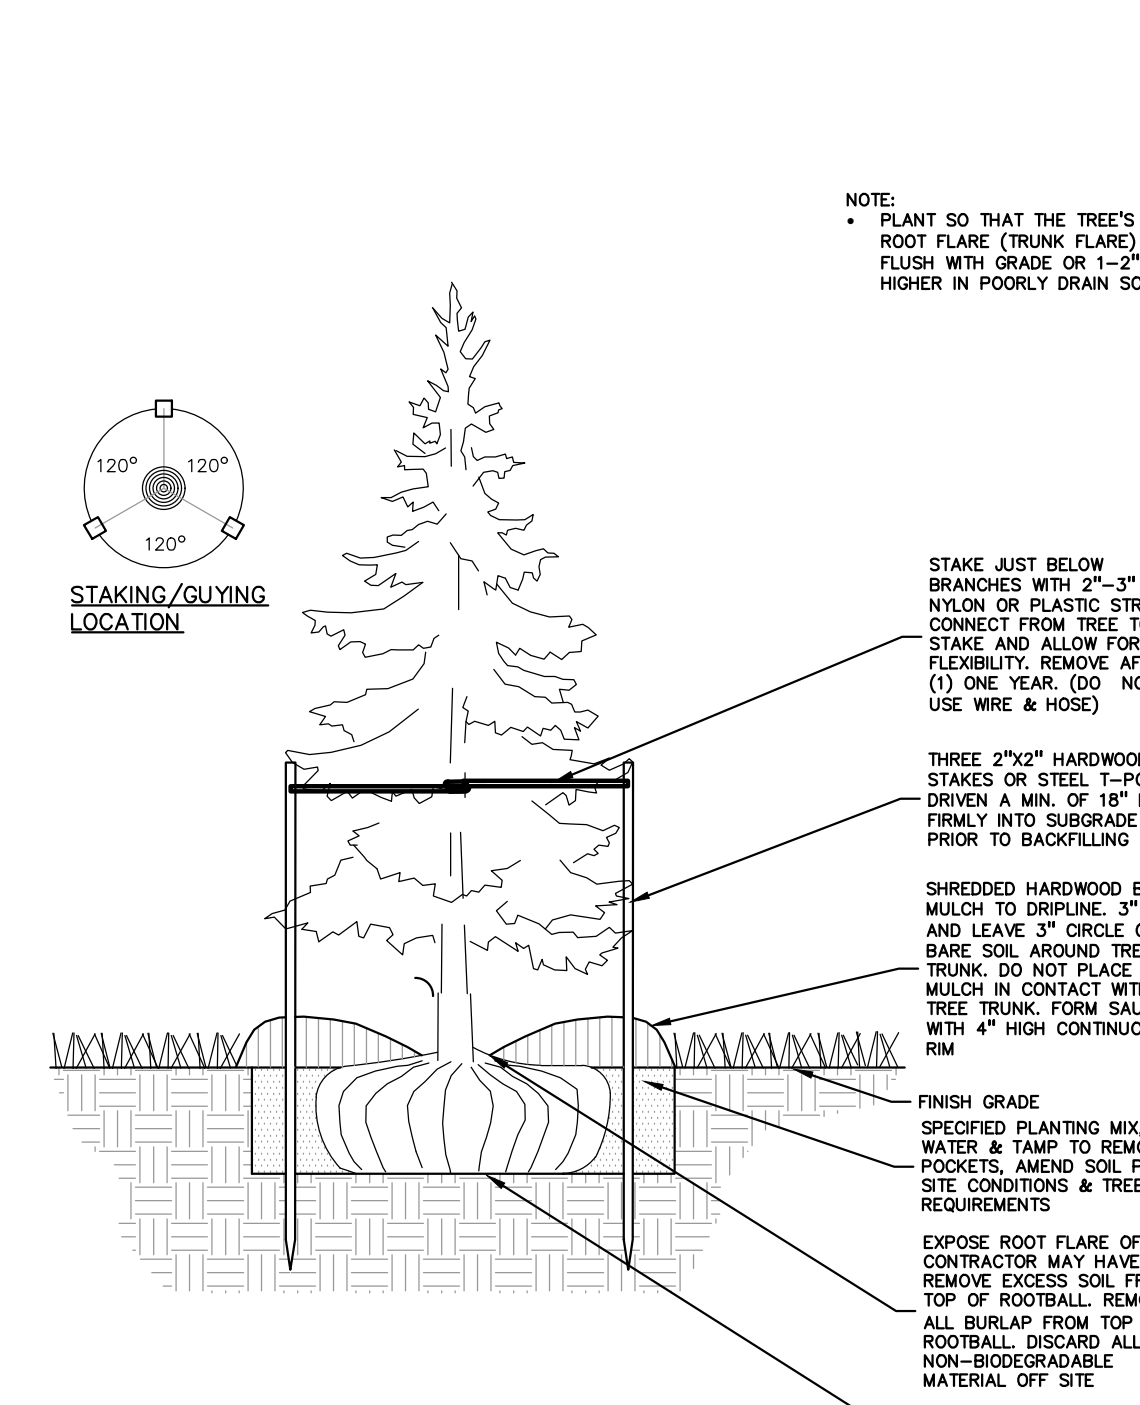 NOTE:
• PLANT SO THAT THE TREE'S
ROOT FLARE (TRUNK FLARE)
FLUSH WITH GRADE OR 1-2"
HIGHER IN POORLY DRAIN
120°
120°
120°
STAKING/GUYING
LOCATION
STAKE JUST BELOW
BRANCHES WITH 2"-3"
NYLON OR PLASTIC
CONNECT FROM TREE
STAKE AND ALLOW FOR
FLEXIBILITY. REMOVE
(1) ONE YEAR. (DO
USE WIRE & HOSE)
THREE 2"X2"
STAKES OR STEEL
DRIVEN A MIN. OF 18"
FIRMLY INTO SUBGRADE
PRIOR TO BACKFILLING
SHREDDED HARDWOOD
MULCH TO DRIPLINE. 3"
AND LEAVE 3" CIRCLE
BARE SOIL AROUND
TRUNK. DO NOT PLACE
MULCH IN CONTACT
TREE TRUNK. FORM
WITH 4" HIGH
RIM
FINISH GRADE
SPECIFIED PLANTING MIX,
WATER & TAMP TO
POCKETS, AMEND SOIL
SITE CONDITIONS &
REQUIREMENTS
EXPOSE ROOT FLARE OF
CONTRACTOR MAY HAVE
REMOVE EXCESS SOIL
TOP OF ROOTBALL.
ALL BURLAP FROM TOP
ROOTBALL. DISCARD ALL
NON-BIODEGRADABLE
MATERIAL OFF SITE